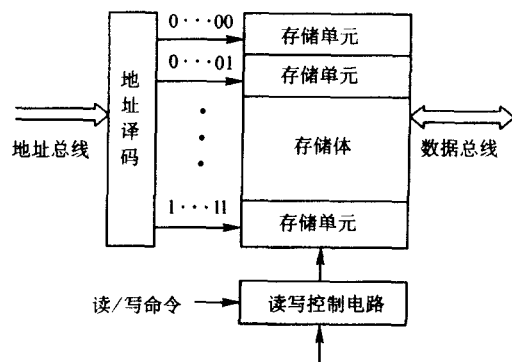 0···00
存储单元
0···01
存储单元
地址译码
地址总线
存储体
数据总线
1···11
存储单元
读/写命令
读写控制电路